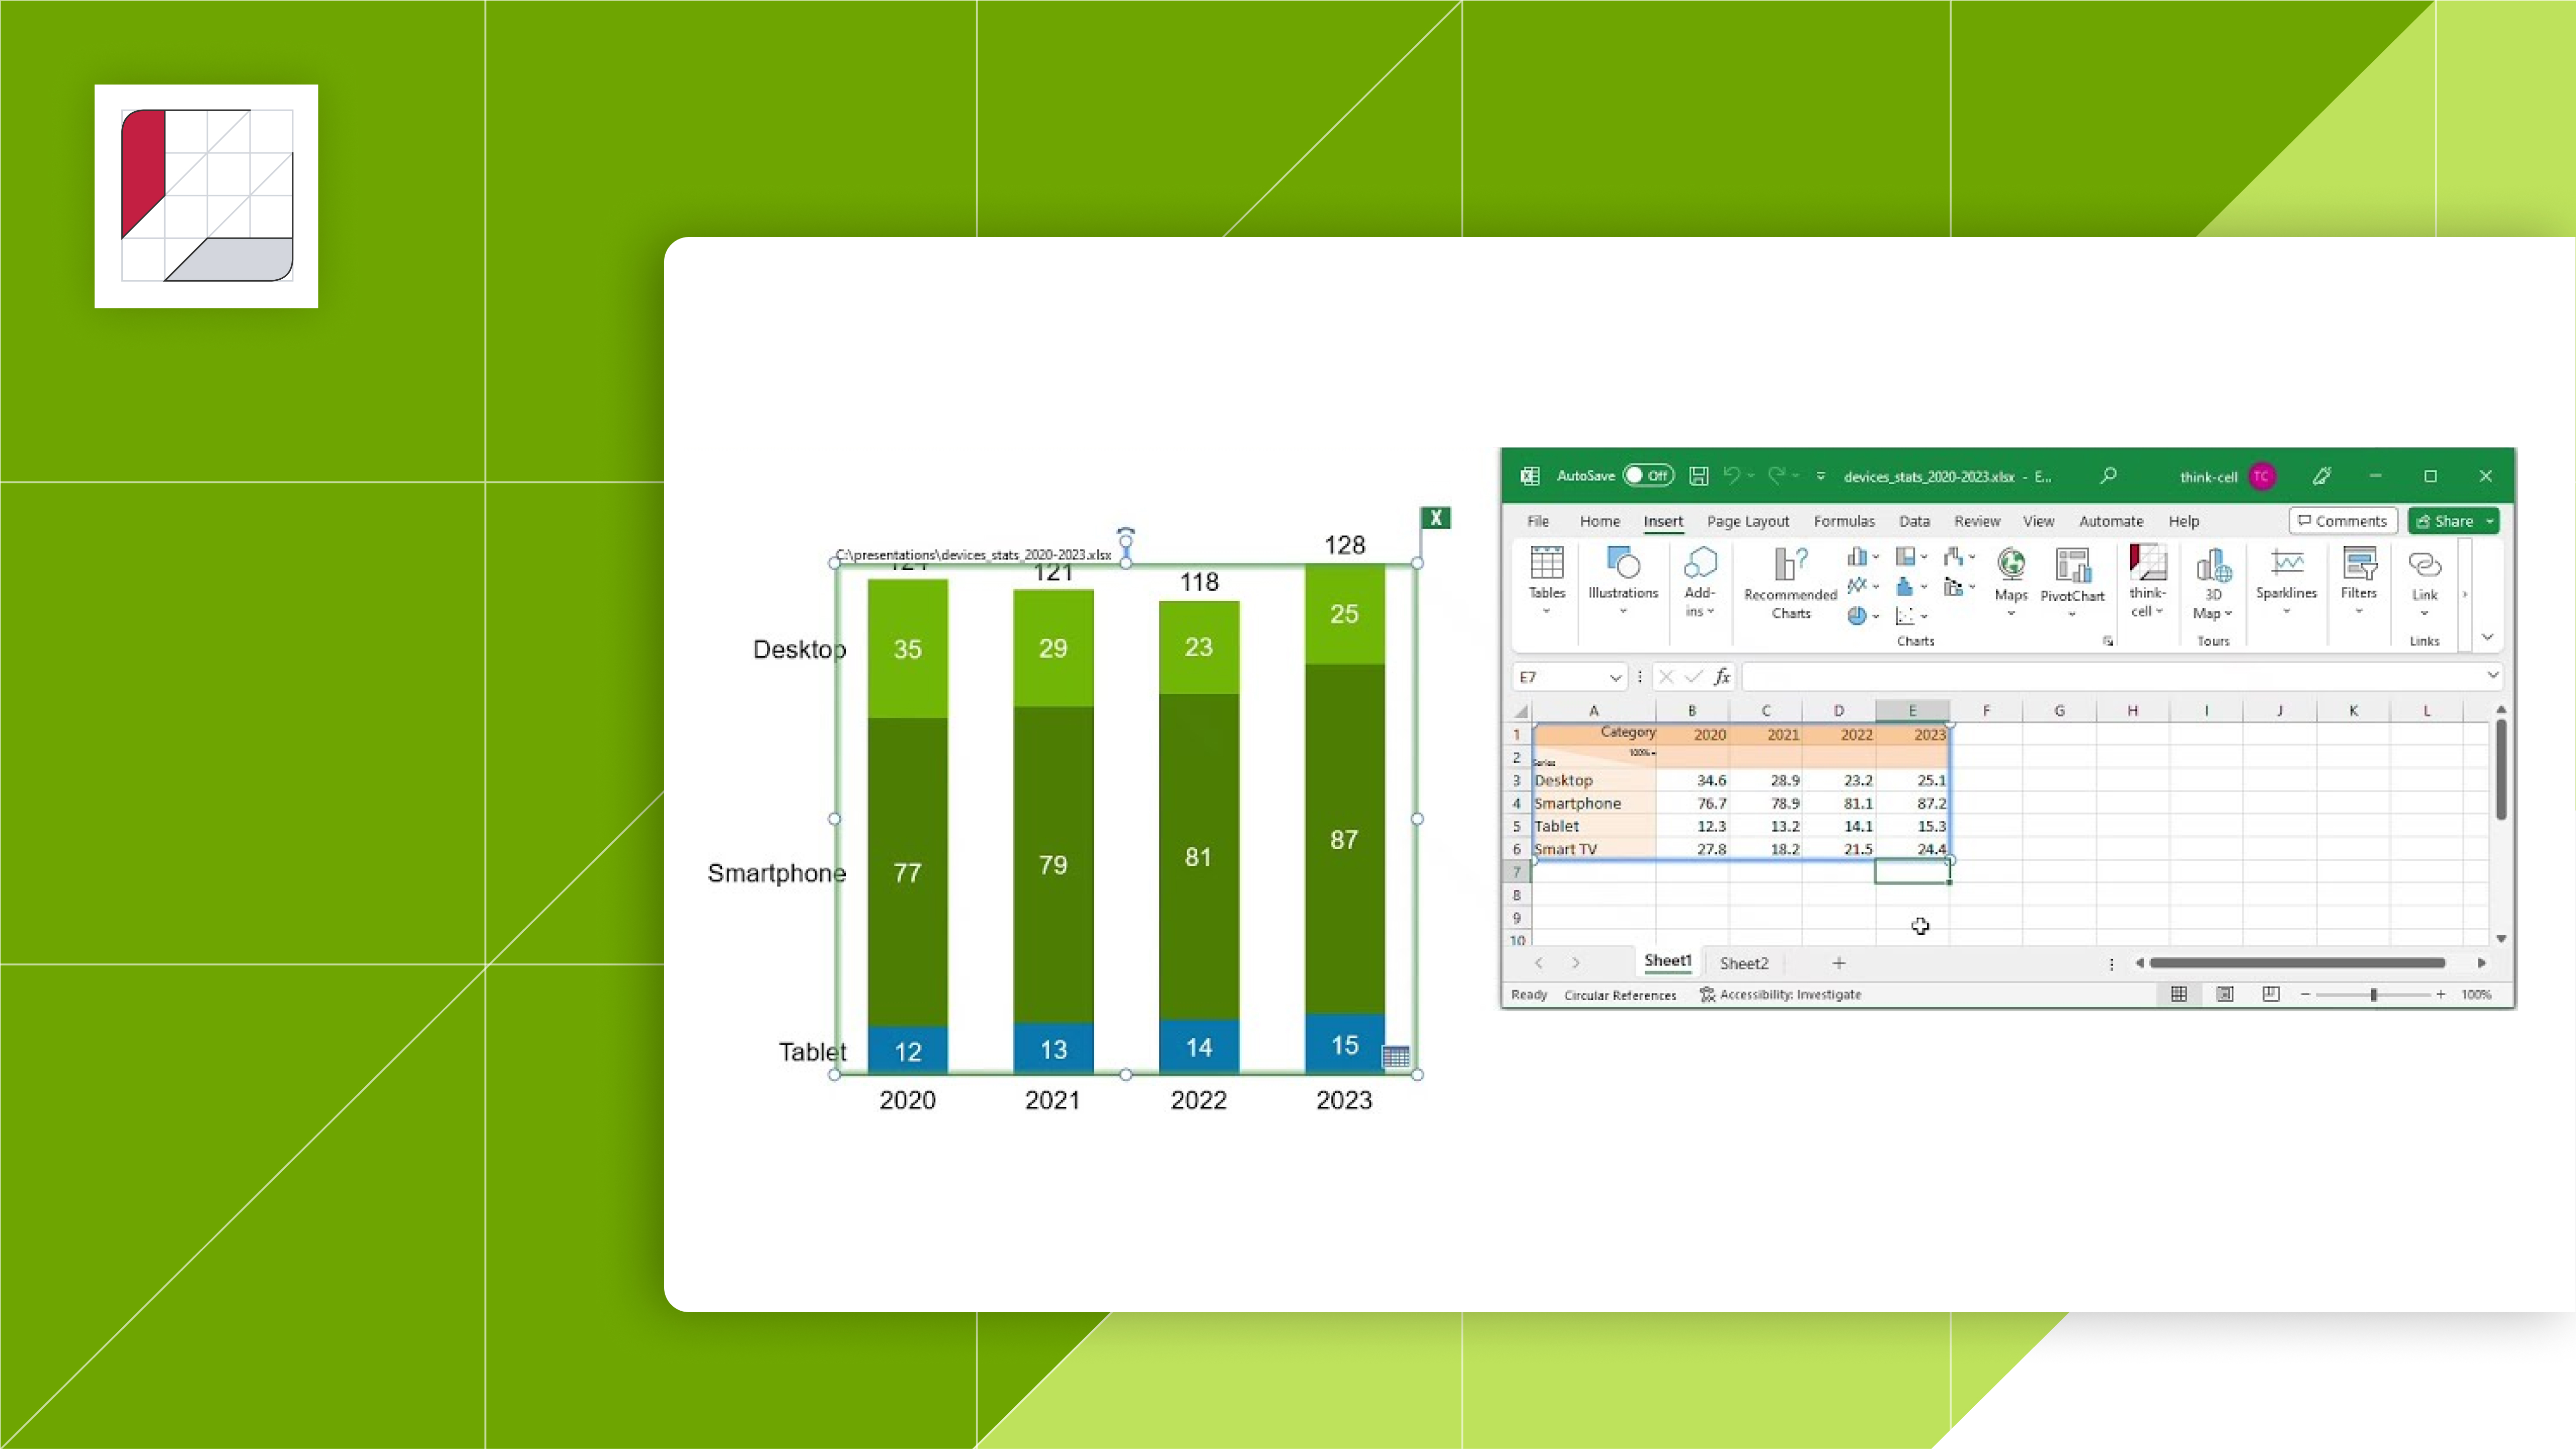 C:\presentations\devices_stats_2020-2023.xlsx
121
118
128
Desktop
35
29
23
25
Smartphone
77
79
81
87
Tablet
12
13
14
15
2020
2021
2022
2023
X
AutoSave Off devices_stats_2020-2023.xlsx - E... think-cell TC
File Home Insert Page Layout Formulas Data Review View Automate Help Comments Share
Tables
Illustrations
Add-
ins
Recommended
Charts
Maps
PivotChart
think-
cell
3D
Map
Sparklines
Filters
Link
Charts
Tours
Links
E7 fx
A B C D E F G H I J K L
1 Category 2020 2021 2022 2023
2 Series 100%=
3 Desktop 34.6 28.9 23.2 25.1
4 Smartphone 76.7 78.9 81.1 87.2
5 Tablet 12.3 13.2 14.1 15.3
6 Smart TV 27.8 18.2 21.5 24.4
7
8
9
10
Sheet1 Sheet2
Ready Circular References Accessibility: Investigate 100%